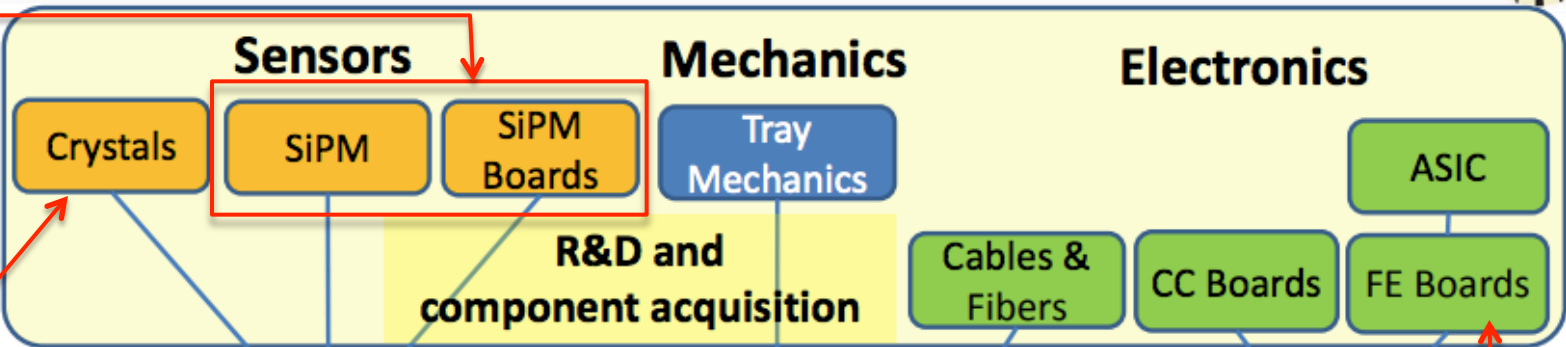 Sensors
Mechanics
Electronics
Crystals
SiPM
SiPM
Boards
Tray
Mechanics
ASIC
R&D and
component acquisition
Cables &
Fibers
CC Boards
FE Boards